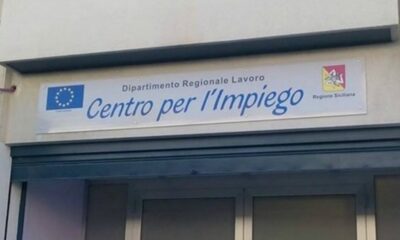 Dipartimento Regionale Lavoro
Centro per l'Impiego
Regione Siciliana